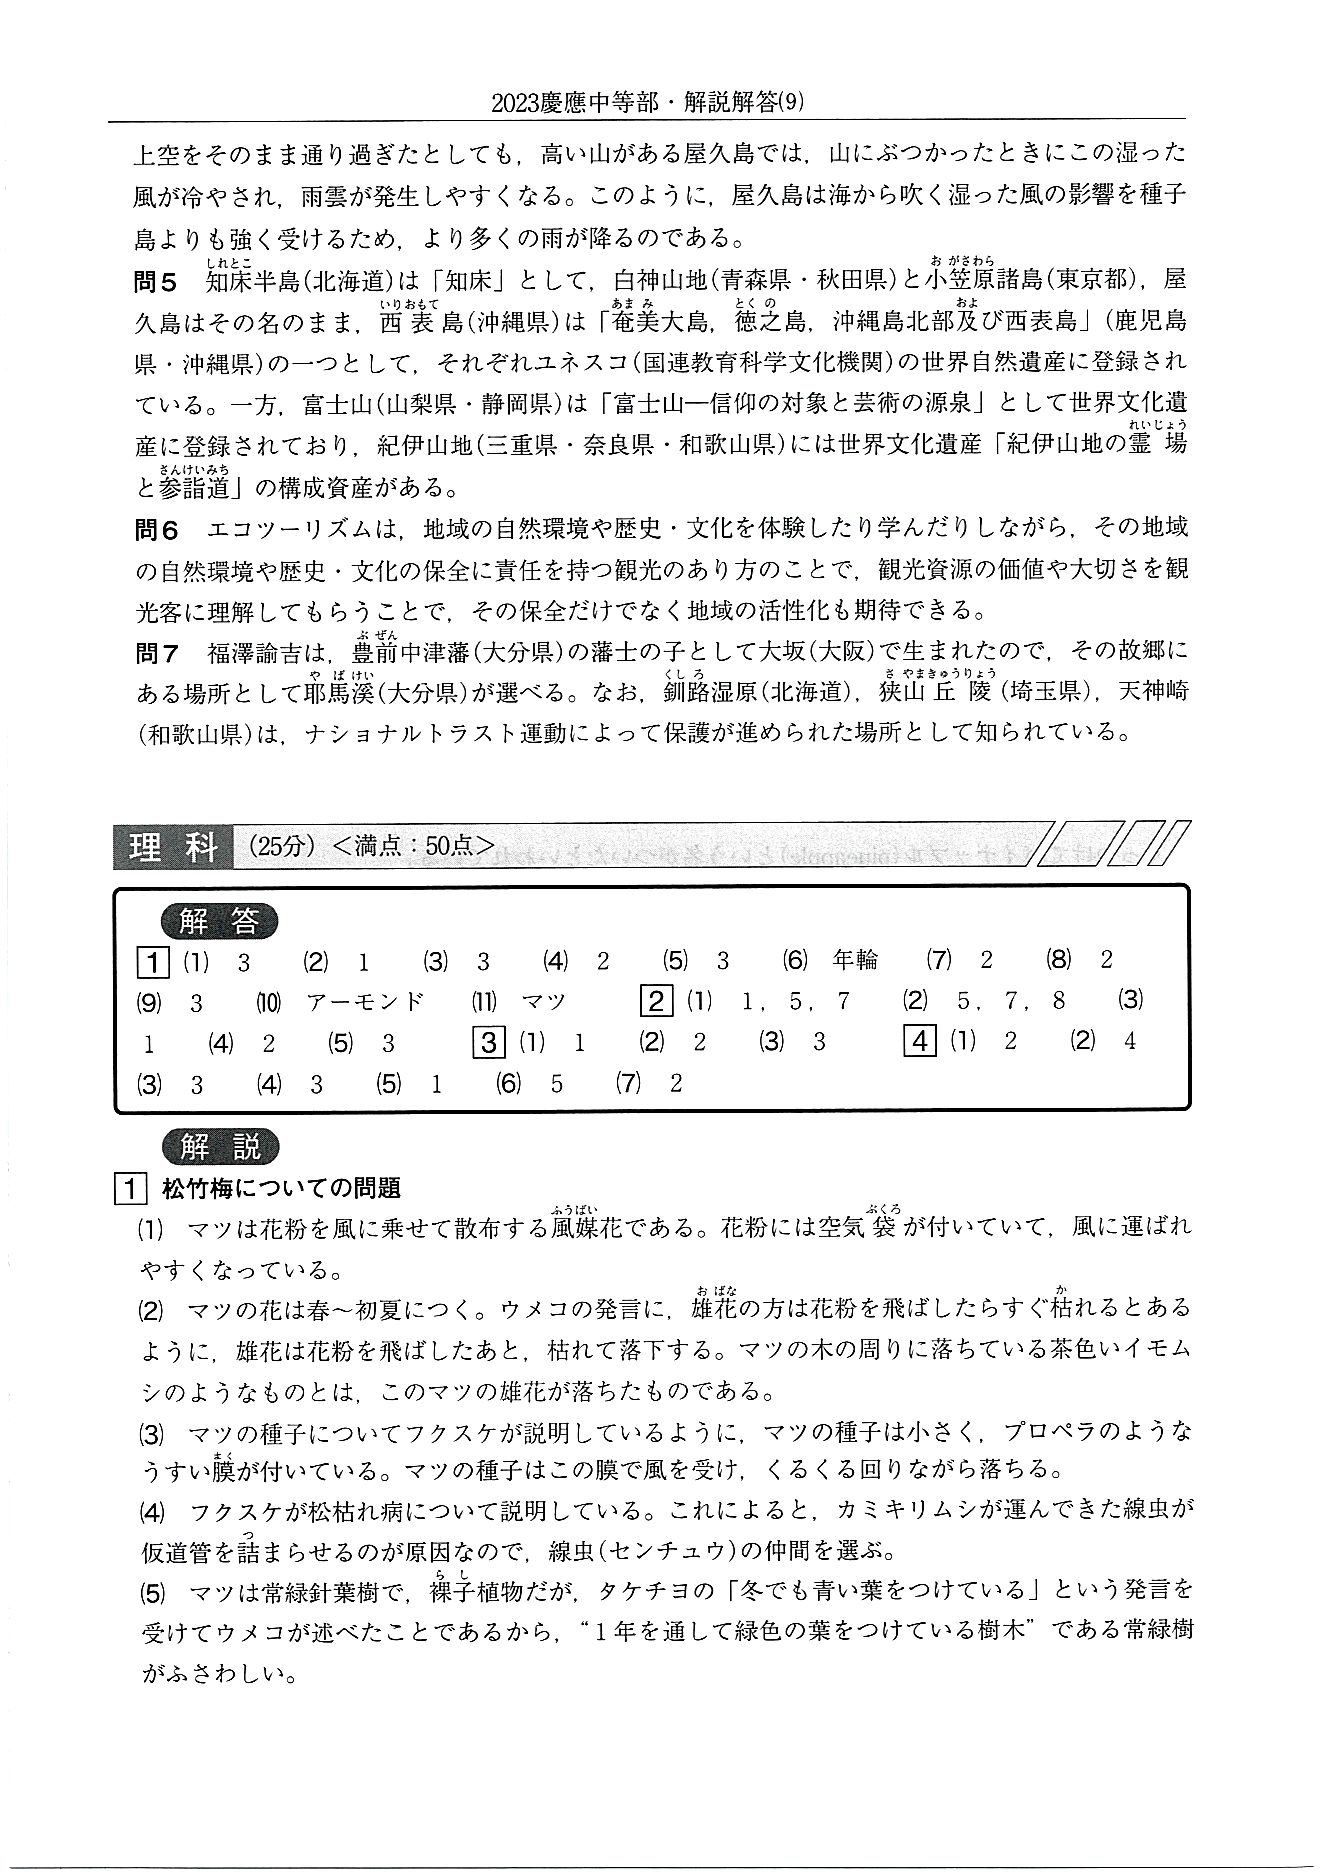 2023慶應中等部・解説解答(9)
上空をそのまま通り過ぎたとしても，高い山がある屋久島では，山にぶつかったときにこの湿った
風が冷やされ，雨雲が発生しやすくなる。このように，屋久島は海から吹く湿った風の影響を種子
島よりも強く受けるため，より多くの雨が降るのである。
問5　知床半島(北海道)は「知床」として，白神山地(青森県・秋田県)と小笠原諸島(東京都)，屋
久島はその名のまま，西表島(沖縄県)は「奄美大島，徳之島，沖縄島北部及び西表島」(鹿児島
県・沖縄県)の一つとして，それぞれユネスコ(国連教育科学文化機関)の世界自然遺産に登録され
ている。一方，富士山(山梨県・静岡県)は「富士山―信仰の対象と芸術の源泉」として世界文化遺
産に登録されており，紀伊山地(三重県・奈良県・和歌山県)には世界文化遺産「紀伊山地の霊場
と参詣道」の構成資産がある。
問6　エコツーリズムは，地域の自然環境や歴史・文化を体験したり学んだりしながら，その地域
の自然環境や歴史・文化の保全に責任を持つ観光のあり方のことで，観光資源の価値や大切さを観
光客に理解してもらうことで，その保全だけでなく地域の活性化も期待できる。
問7　福澤諭吉は，豊前中津藩(大分県)の藩士の子として大坂(大阪)で生まれたので，その故郷に
ある場所として耶馬溪(大分県)が選べる。なお，釧路湿原(北海道)，狭山丘陵(埼玉県)，天神崎
(和歌山県)は，ナショナルトラスト運動によって保護が進められた場所として知られている。
理科　(25分)　＜満点：50点＞
解答
1 (1) 3　(2) 1　(3) 3　(4) 2　(5) 3　(6) 年輪　(7) 2　(8) 2
(9) 3　(10) アーモンド　(11) マツ　2 (1) 1，5，7　(2) 5，7，8　(3)
1　(4) 2　(5) 3　3 (1) 1　(2) 2　(3) 3　4 (1) 2　(2) 4
(3) 3　(4) 3　(5) 1　(6) 5　(7) 2
解説
1 松竹梅についての問題
(1)　マツは花粉を風に乗せて散布する風媒花である。花粉には空気袋が付いていて，風に運ばれ
やすくなっている。
(2)　マツの花は春〜初夏につく。ウメコの発言に，雄花の方は花粉を飛ばしたらすぐ枯れるとある
ように，雄花は花粉を飛ばしたあと，枯れて落下する。マツの木の周りに落ちている茶色いイモム
シのようなものとは，このマツの雄花が落ちたものである。
(3)　マツの種子についてフクスケが説明しているように，マツの種子は小さく，プロペラのような
うすい膜が付いている。マツの種子はこの膜で風を受け，くるくる回りながら落ちる。
(4)　フクスケが松枯れ病について説明している。これによると，カミキリムシが運んできた線虫が
仮道管を詰まらせるのが原因なので，線虫(センチュウ)の仲間を選ぶ。
(5)　マツは常緑針葉樹で，裸子植物だが，タケチヨの「冬でも青い葉をつけている」という発言を
受けてウメコが述べたことであるから，“１年を通して緑色の葉をつけている樹木”である常緑樹
がふさわしい。